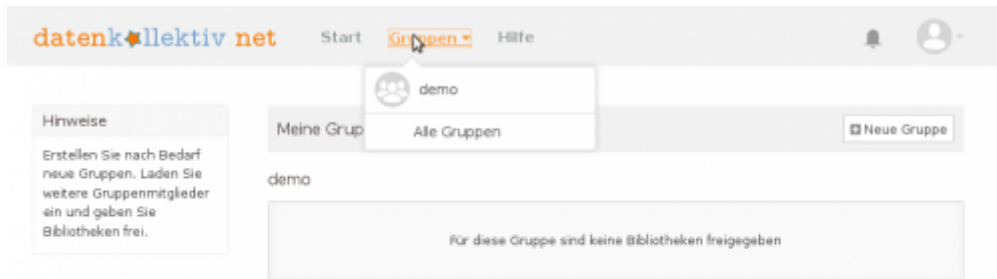 datenkollektiv net Start Gruppen Hilfe
demo
Alle Gruppen
Hinweise
Erstellen Sie nach Bedarf
neue Gruppen. Laden Sie
weitere Gruppenmitglieder
ein und geben Sie
Bibliotheken frei.
Meine Grup
Neue Gruppe
demo
Für diese Gruppe sind keine Bibliotheken freigegeben